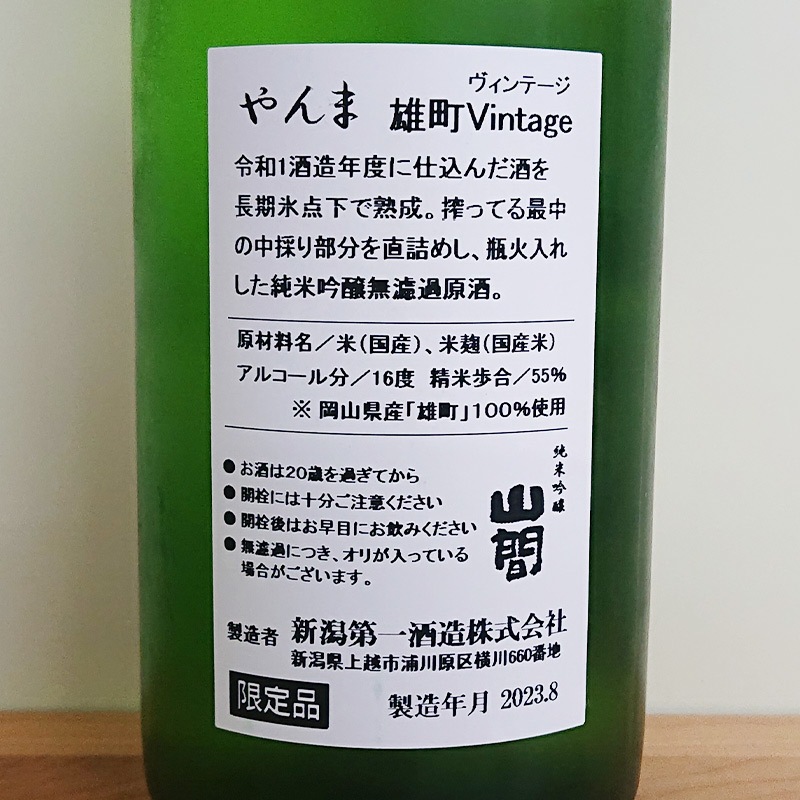 ヴィンテージ
やんま 雄町Vintage
令和1酒造年度に仕込んだ酒を
長期氷点下で熟成。搾ってる最中
の中採り部分を直詰めし、瓶火入れ
した純米吟醸無濾過原酒。
原材料名／米（国産）、米麹（国産米）
アルコール分／16度 精米歩合／55%
※ 岡山県産「雄町」100%使用
●お酒は20歳を過ぎてから
●開栓には十分ご注意ください
●開栓後はお早目にお飲みください
●無濾過につき、オリが入っている
場合がございます。
純米吟醸
山間
製造者 新潟第一酒造株式会社
新潟県上越市浦川原区横川660番地
限定品 製造年月 2023.8